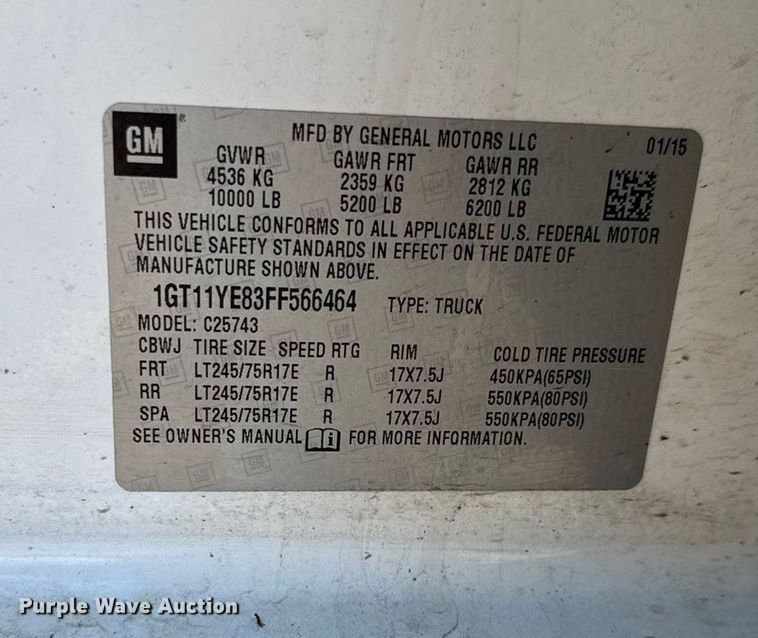 GM
MFD BY GENERAL MOTORS LLC 01/15
GVWR GAWR FRT GAWR RR
4536 KG 2359 KG 2812 KG
10000 LB 5200 LB 6200 LB
THIS VEHICLE CONFORMS TO ALL APPLICABLE U.S. FEDERAL MOTOR
VEHICLE SAFETY STANDARDS IN EFFECT ON THE DATE OF
MANUFACTURE SHOWN ABOVE.
1GT11YE83FF566464 TYPE: TRUCK
MODEL: C25743
CBWJ TIRE SIZE SPEED RTG RIM COLD TIRE PRESSURE
FRT LT245/75R17E R 17X7.5J 450KPA(65PSI)
RR LT245/75R17E R 17X7.5J 550KPA(80PSI)
SPA LT245/75R17E R 17X7.5J 550KPA(80PSI)
SEE OWNER'S MANUAL i FOR MORE INFORMATION.
Purple Wave Auction